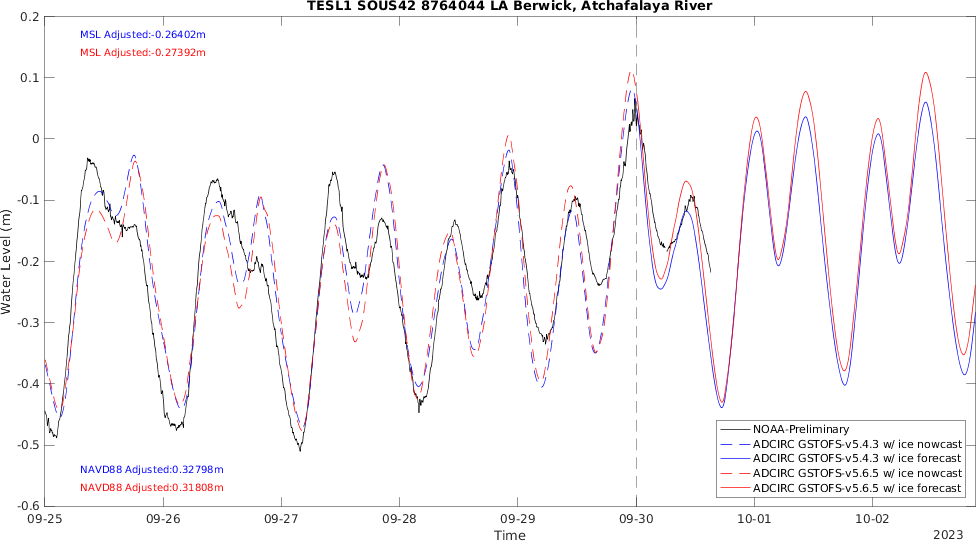 TESL1 SOUS42 8764044 LA Berwick, Atchafalaya River
0.2
MSL Adjusted:-0.26402m
MSL Adjusted:-0.27392m
0.1
0
-0.1
-0.2
-0.3
-0.4
-0.5
-0.6
Water Level (m)
NAVD88 Adjusted:0.32798m
NAVD88 Adjusted:0.31808m
NOAA-Preliminary
ADCIRC GSTOFS-v5.4.3 w/ ice nowcast
ADCIRC GSTOFS-v5.4.3 w/ ice forecast
ADCIRC GSTOFS-v5.6.5 w/ ice nowcast
ADCIRC GSTOFS-v5.6.5 w/ ice forecast
09-25 09-26 09-27 09-28 09-29 09-30 10-01 10-02
Time
2023